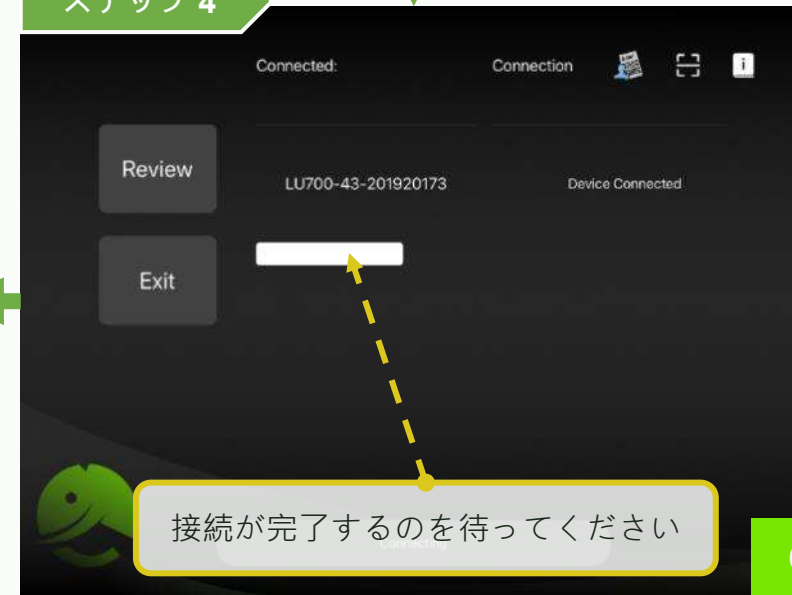 ステップ 4
Connected:
Connection
Review
LU700-43-201920173
Device Connected
Exit
接続が完了するのを待ってください
Connecting